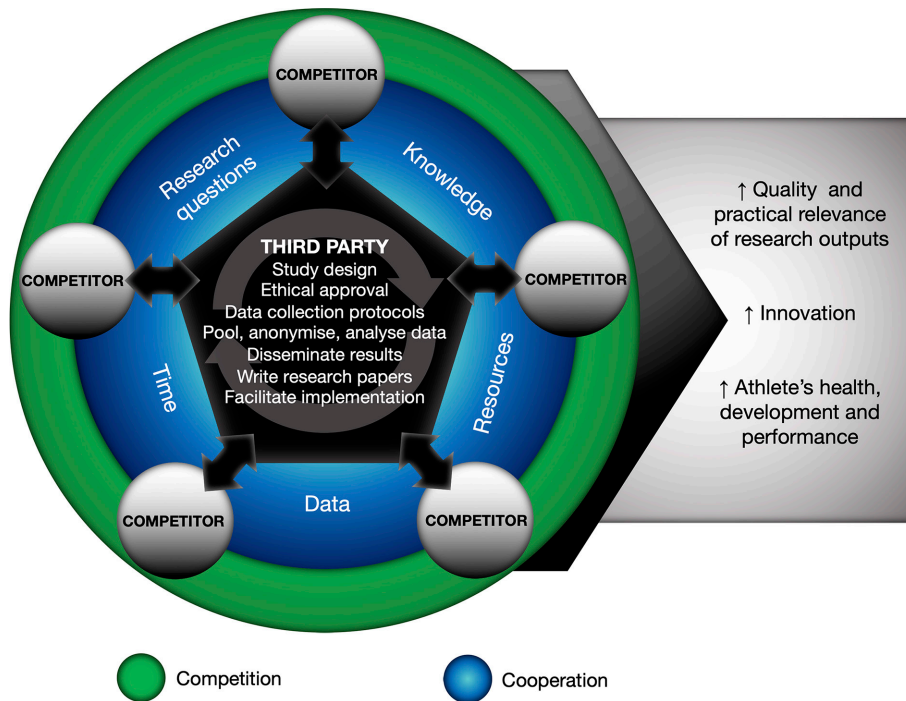 COMPETITOR
Research
questions
Knowledge
COMPETITOR
COMPETITOR
THIRD PARTY
Study design
Ethical approval
Data collection protocols
Pool, anonymise, analyse data
Disseminate results
Write research papers
Facilitate implementation
Time
Resources
COMPETITOR
Data
COMPETITOR
↑ Quality and
practical relevance
of research outputs
↑ Innovation
↑ Athlete's health,
development and
performance
Competition
Cooperation